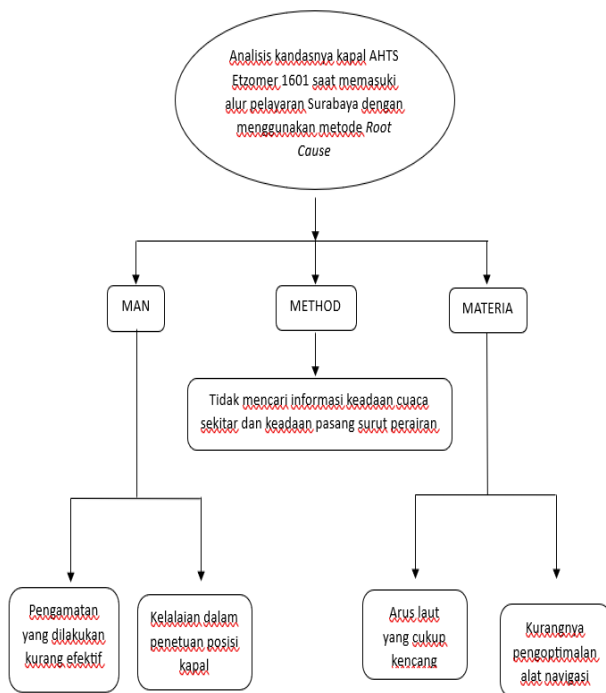 Analisis kandasnya kapal AHTS
Etzomer 1601 saat memasuki
alur pelayaran Surabaya dengan
menggunakan metode Root
Cause
MAN
METHOD
MATERIA
Tidak mencari informasi keadaan cuaca
sekitar dan keadaan pasang surut perairan
Pengamatan
yang dilakukan
kurang efektif
Kelalaian dalam
penetuan posisi
kapal
Arus laut
yang cukup
kencang
Kurangnya
pengoptimalan
alat navigasi